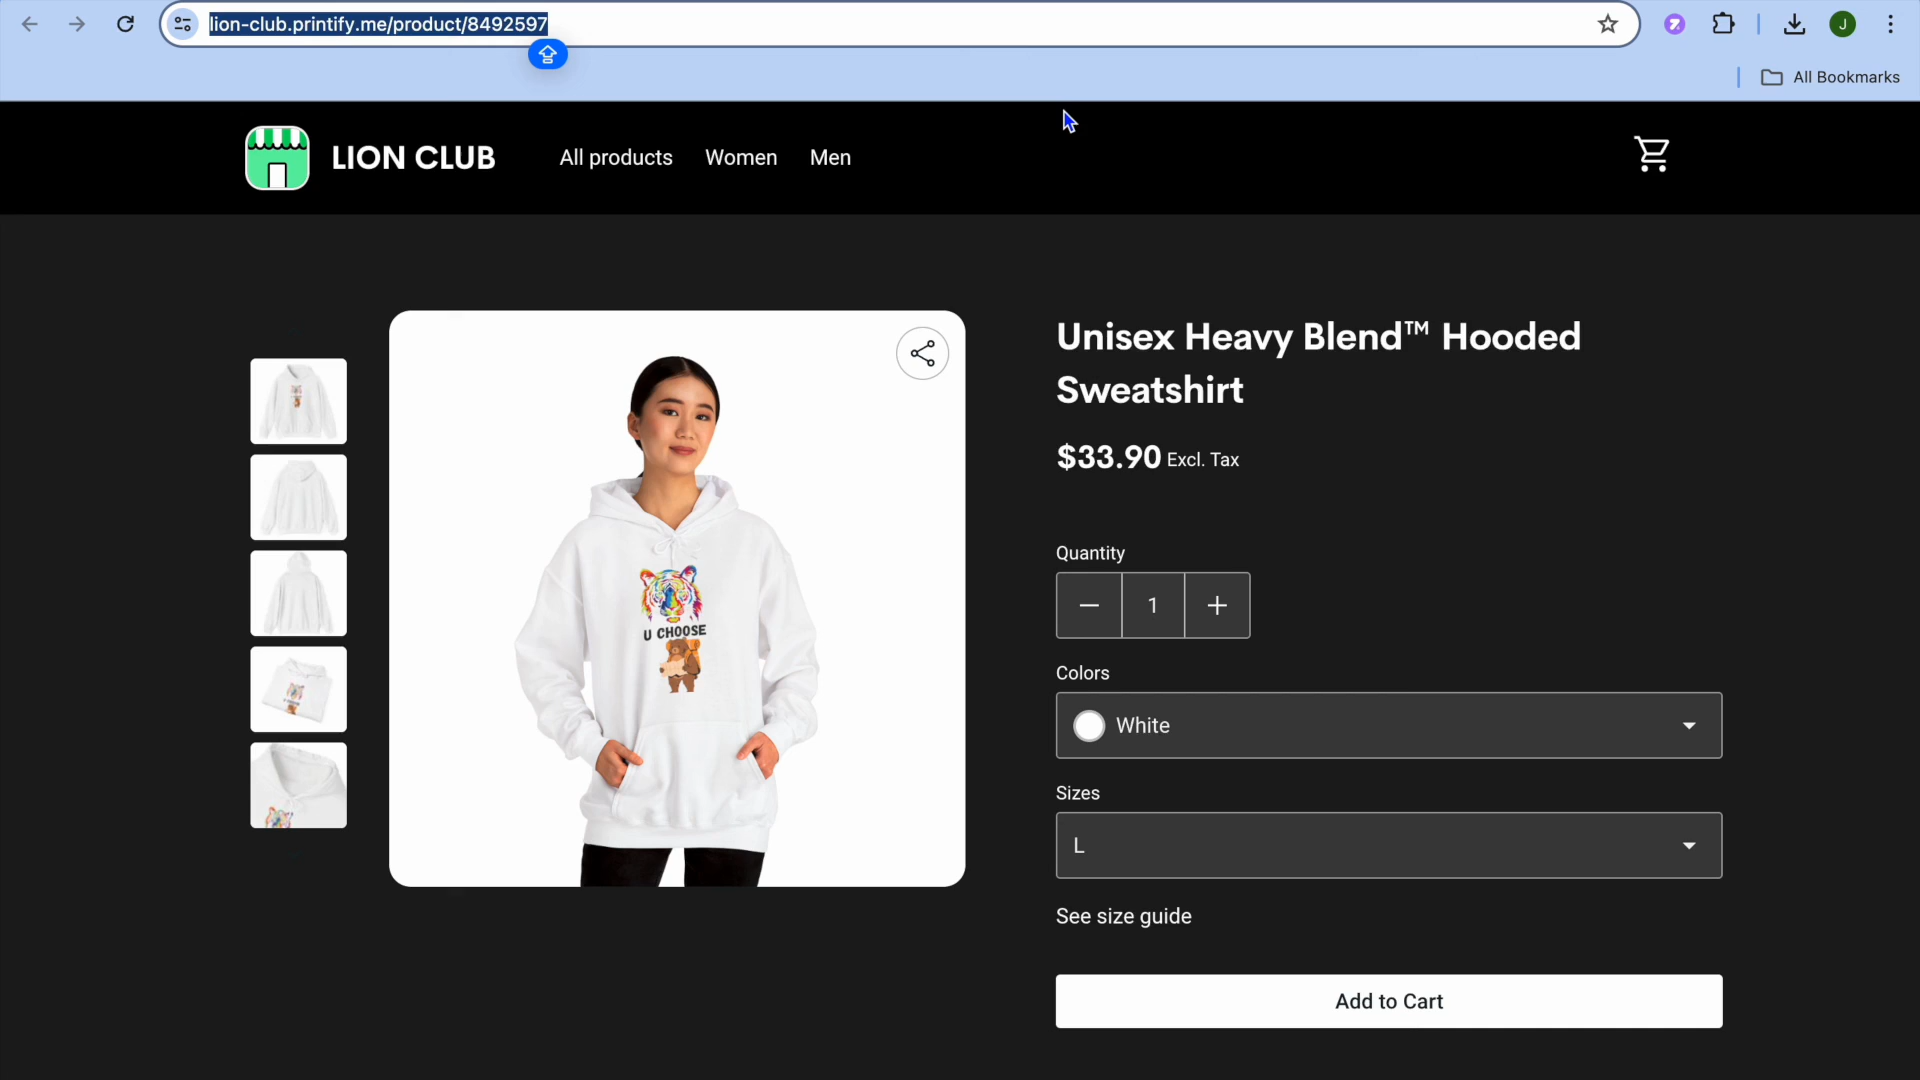 lion-club.printify.me/product/8492597
J
All Bookmarks
LION CLUB
All products
Women
Men
Unisex Heavy Blend™ Hooded
Sweatshirt
$33.90 Excl. Tax
Quantity
1
Colors
White
Sizes
L
See size guide
Add to Cart
U CHOOSE